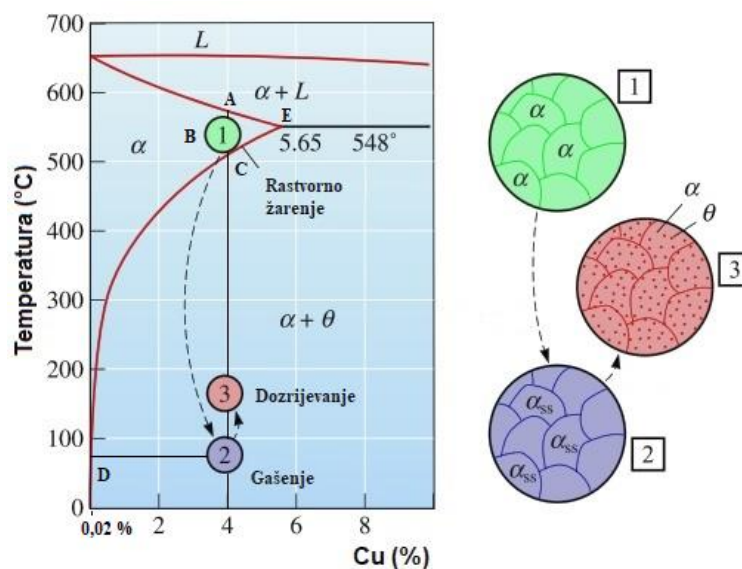 Temperatura (°C)
700
600
500
400
300
200
100
0
L
A
α + L
E
B
1
α
5.65 548°
C
Rastvorno
žarenje
α + θ
3
Dozrijevanje
2
Gašenje
D
0,02 %
2
4
6
8
Cu (%)
1
α
α
α
α
θ
3
αss
αss
αss
2